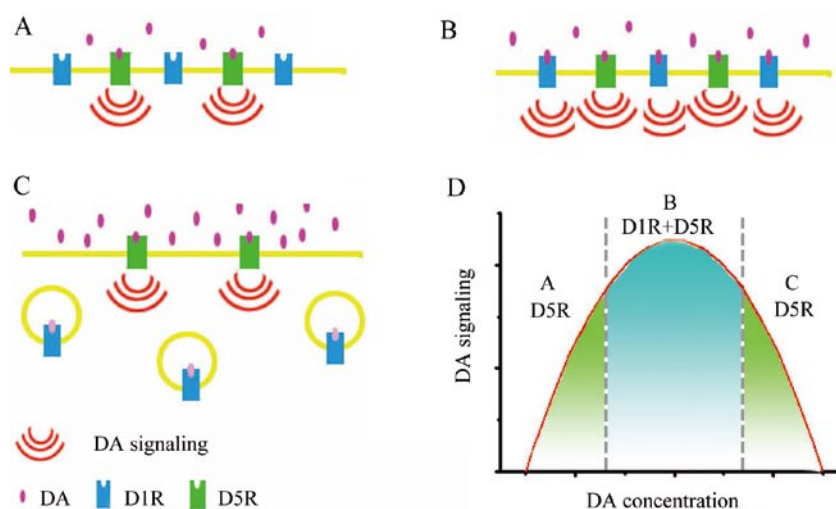 A
B
C
DA signaling
DA
D1R
D5R
D
DA signaling
A
D5R
B
D1R+D5R
C
D5R
DA concentration